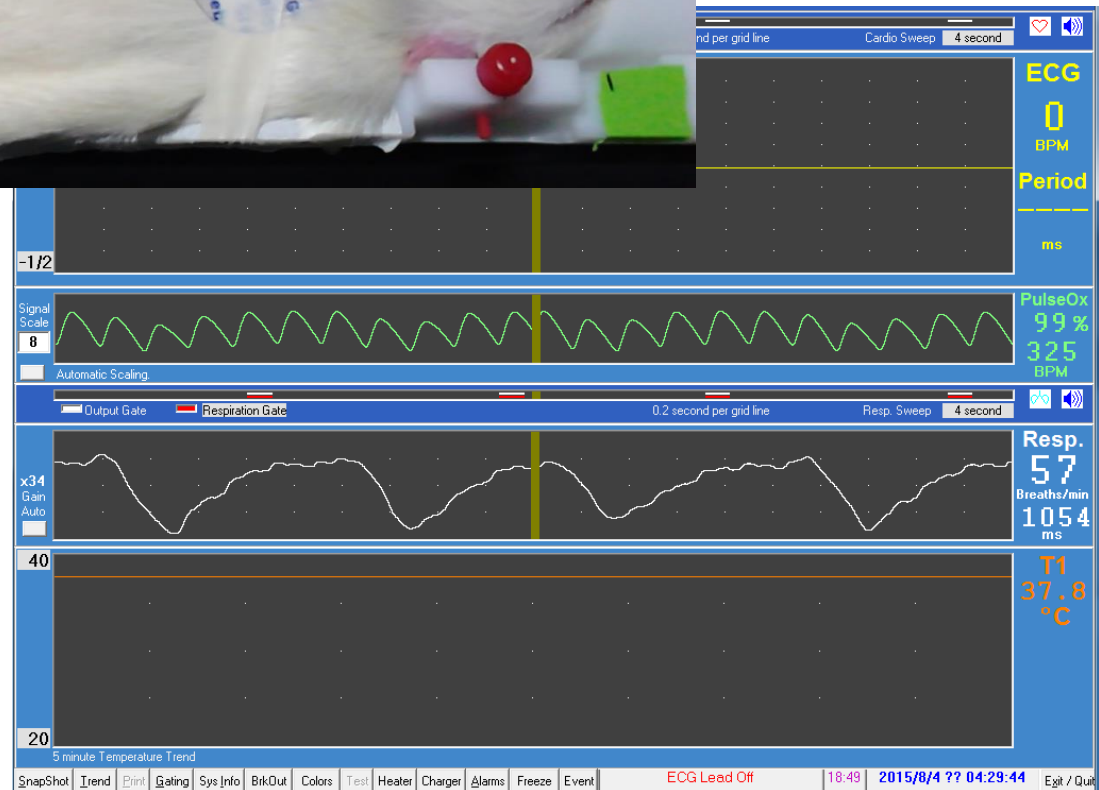 nd per grid line Cardio Sweep 4 second
ECG
0
BPM
Period
----
ms
-1/2
Signal
Scale
8
Automatic Scaling.
PulseOx
99 %
325
BPM
Output Gate Respiration Gate 0.2 second per grid line Resp. Sweep 4 second
x34
Gain
Auto
Resp.
57
Breaths/min
1054
ms
40
20
T1
37.8
°C
5 minute Temperature Trend
SnapShot Trend Print Gating Sys Info BrkOut Colors Test Heater Charger Alarms Freeze Event ECG Lead Off 18:49 2015/8/4 ?? 04:29:44 Exit / Quit